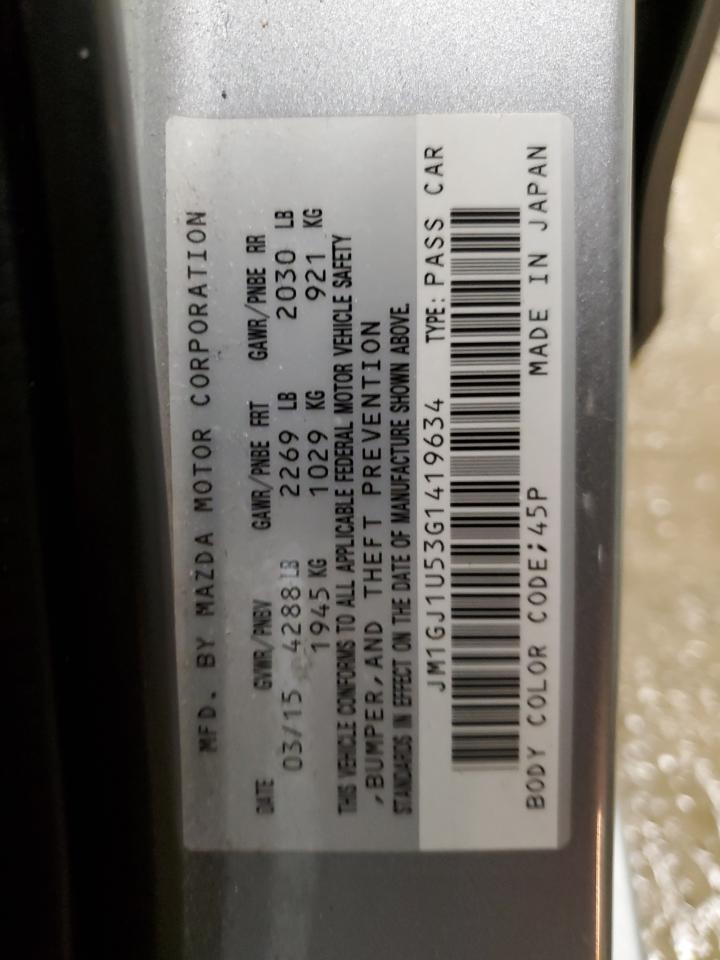 MFD. BY MAZDA MOTOR CORPORATION
DATE GVWR/PNBV GAWR/PNBE FRT GAWR/PNBE RR
03/15 4288 LB 2269 LB 2030 LB
1945 KG 1029 KG 921 KG
THIS VEHICLE CONFORMS TO ALL APPLICABLE FEDERAL MOTOR VEHICLE SAFETY
,BUMPER,AND THEFT PREVENTION
STANDARDS IN EFFECT ON THE DATE OF MANUFACTURE SHOWN ABOVE.
JM1GJ1U53G1419634 TYPE: PASS CAR
BODY COLOR CODE;45P MADE IN JAPAN